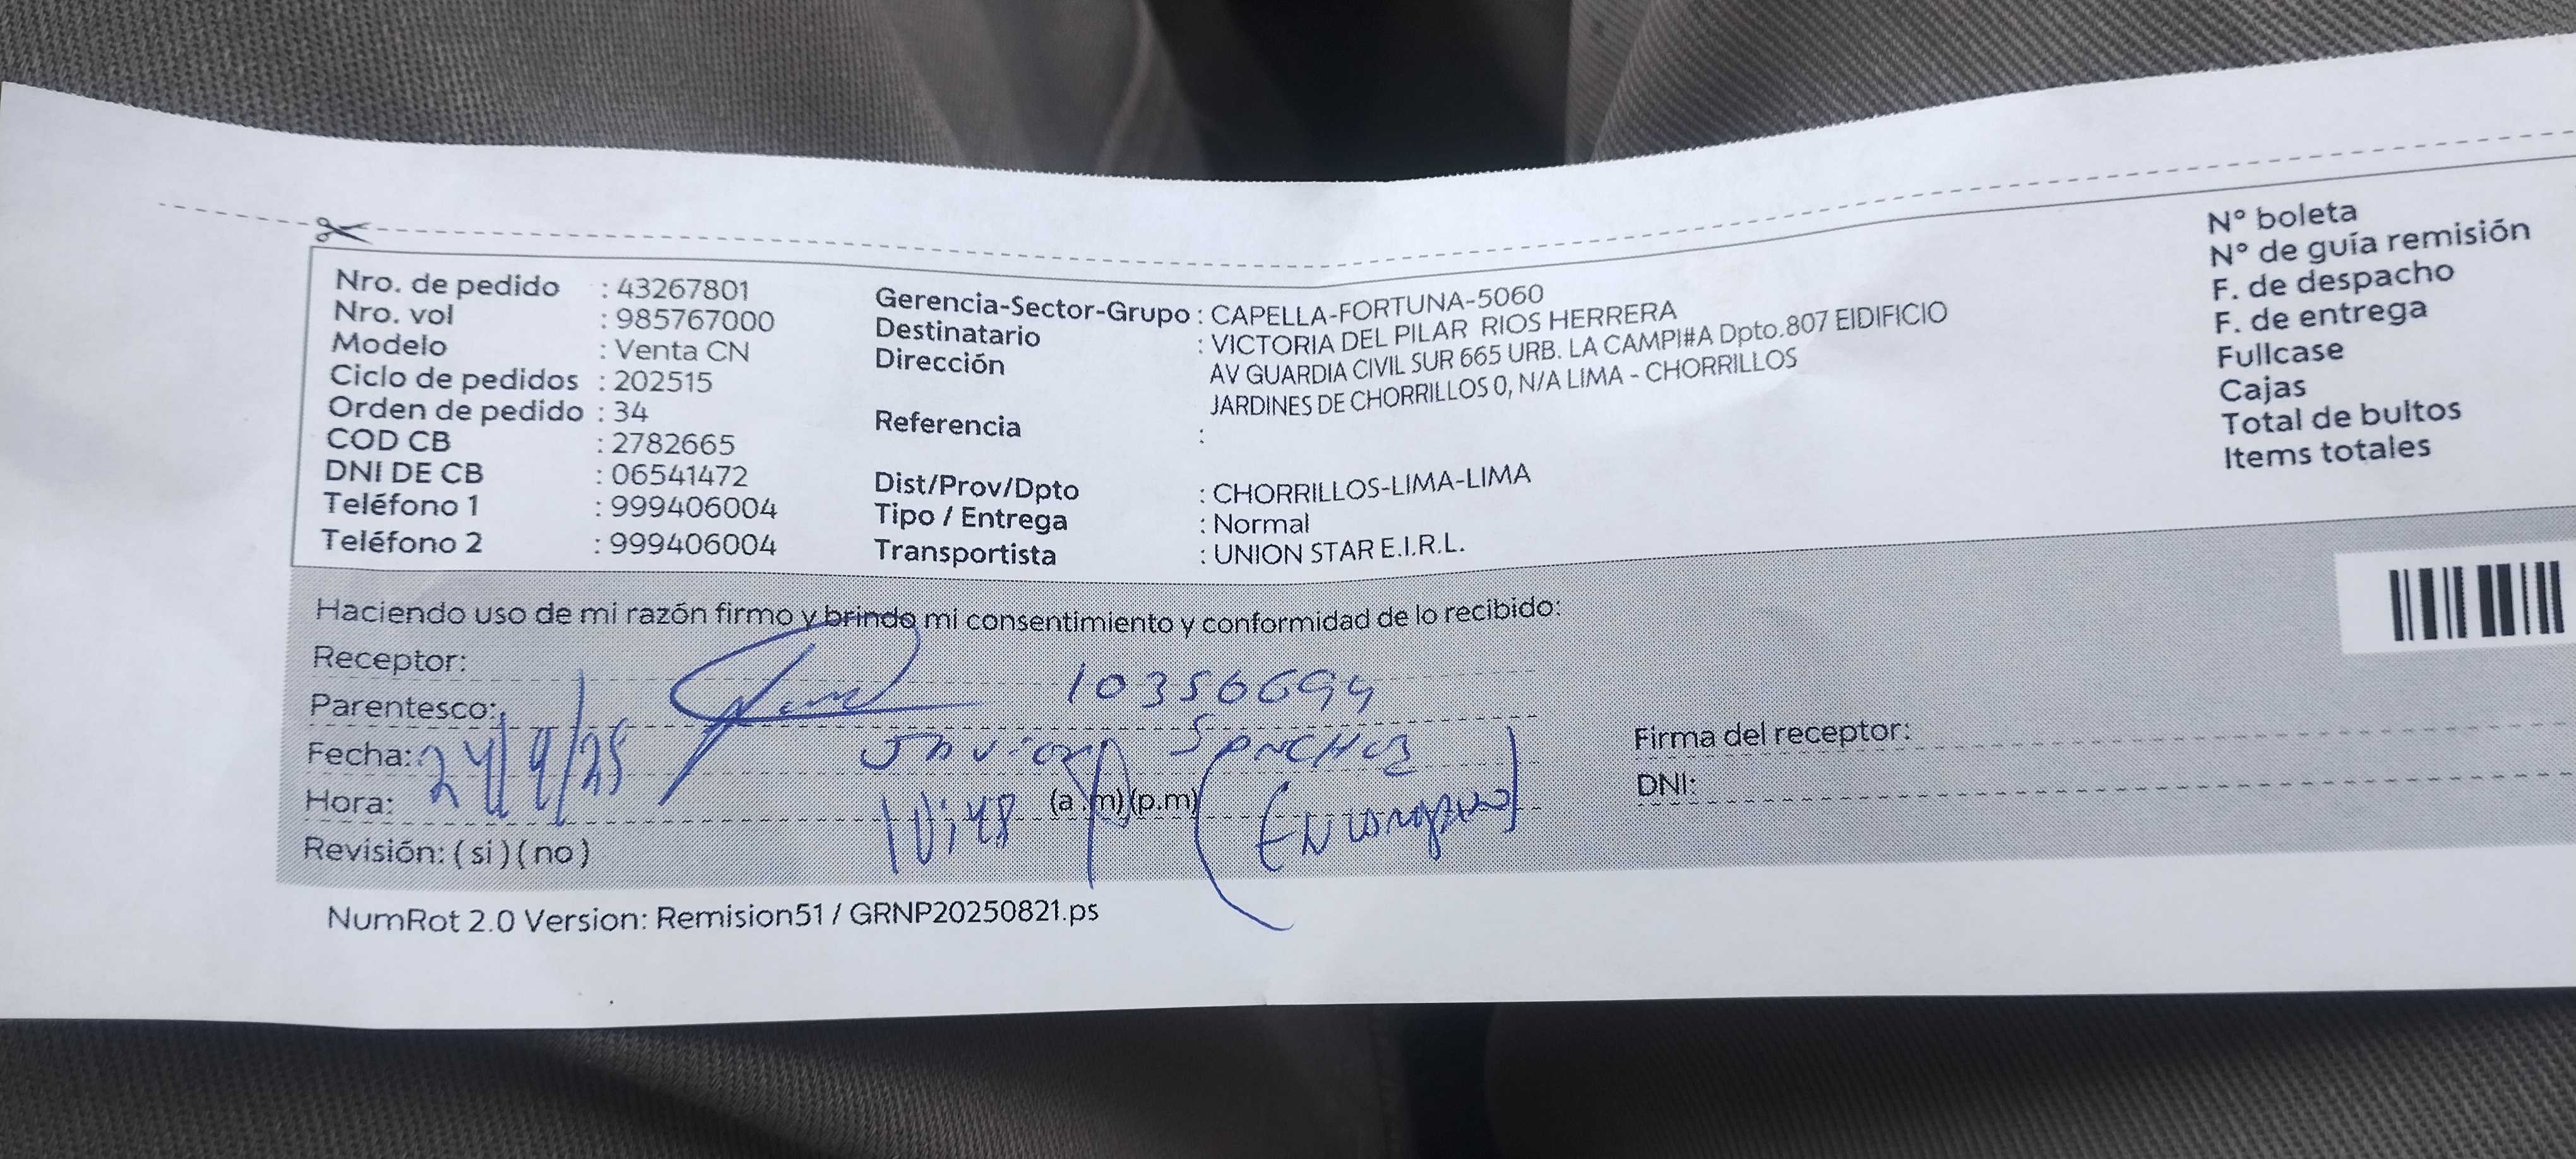 Nro. de pedido : 43267801
Nro. vol : 985767000
Modelo : Venta CN
Ciclo de pedidos : 202515
Orden de pedido : 34
COD CB : 2782665
DNI DE CB : 06541472
Teléfono 1 : 999406004
Teléfono 2 : 999406004
Gerencia-Sector-Grupo : CAPELLA-FORTUNA-5060
Destinatario : VICTORIA DEL PILAR RIOS HERRERA
Dirección : AV GUARDIA CIVIL SUR 665 URB. LA CAMPI#A Dpto.807 EIDIFICIO
JARDINES DE CHORRILLOS 0, N/A LIMA - CHORRILLOS
Referencia :
Dist/Prov/Dpto : CHORRILLOS-LIMA-LIMA
Tipo / Entrega : Normal
Transportista : UNION STAR E.I.R.L.
N° boleta
N° de guía remisión
F. de despacho
F. de entrega
Fullcase
Cajas
Total de bultos
Items totales
Haciendo uso de mi razón firmo y brindo mi consentimiento y conformidad de lo recibido:
Receptor:
Parentesco: 10356694
Fecha: 24/9/25 Sanchez
Hora: 10:48 (a.m)(p.m)
Revisión: ( si ) ( no )
Firma del receptor:
DNI:
NumRot 2.0 Version: Remision51 / GRNP20250821.ps